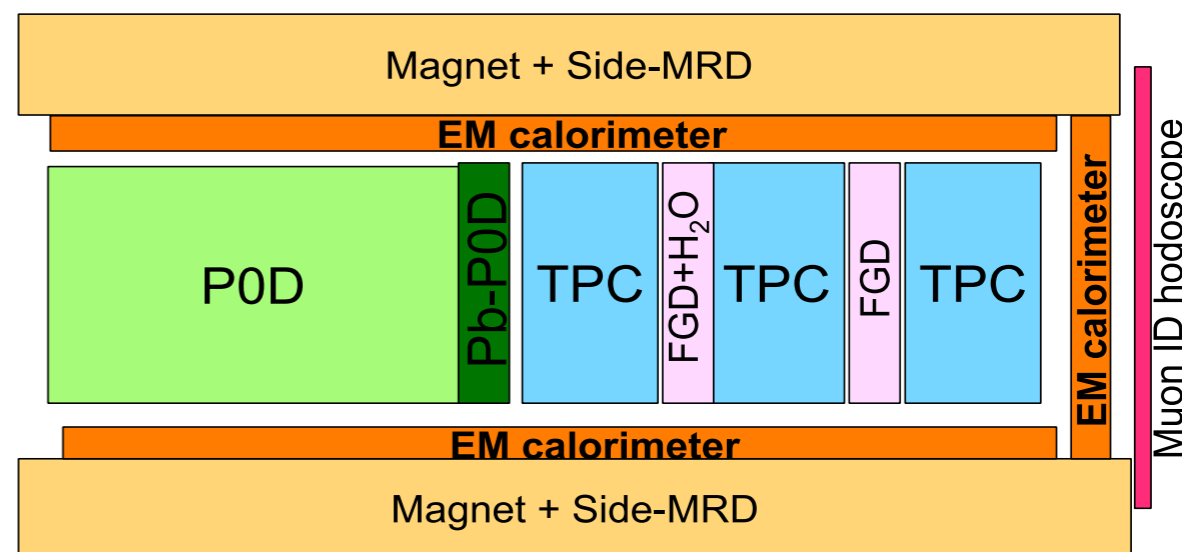 Magnet + Side-MRD
EM calorimeter
P0D
Pb-P0D
TPC
FGD+H₂O
TPC
FGD
TPC
EM calorimeter
Muon ID hodoscope
EM calorimeter
Magnet + Side-MRD